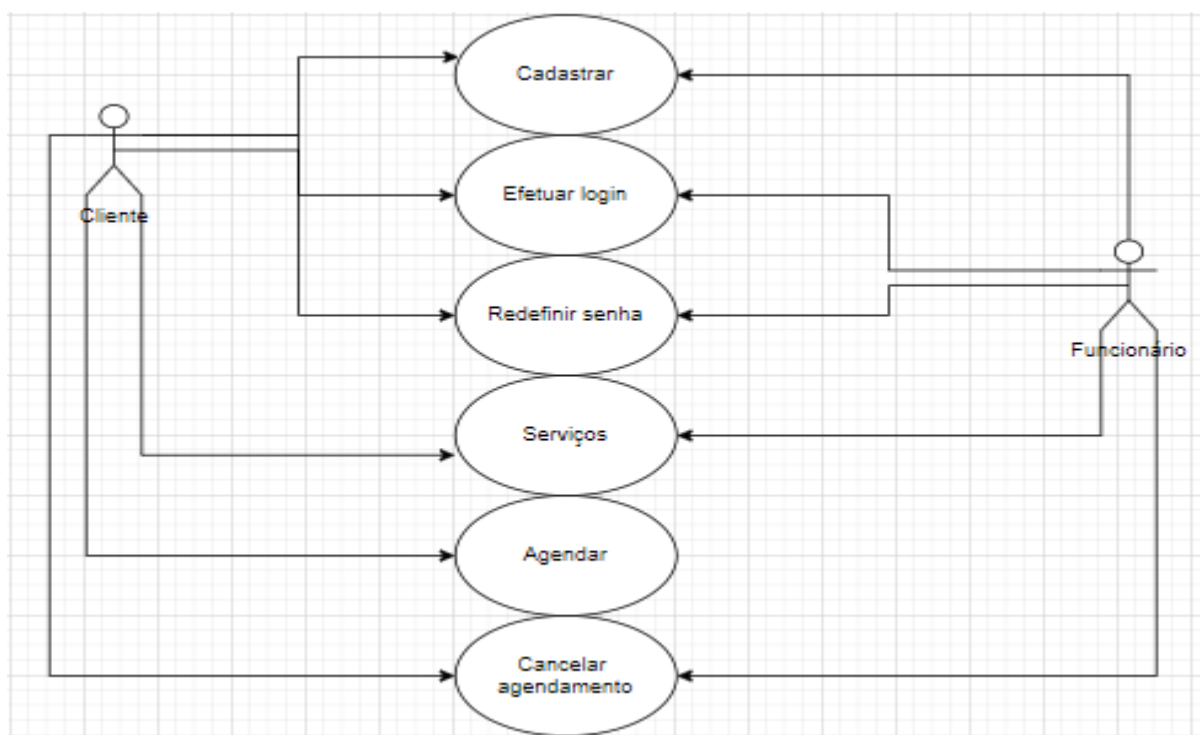 Cadastrar
Efetuar login
Cliente
Redefinir senha
Funcionário
Serviços
Agendar
Cancelar
agendamento